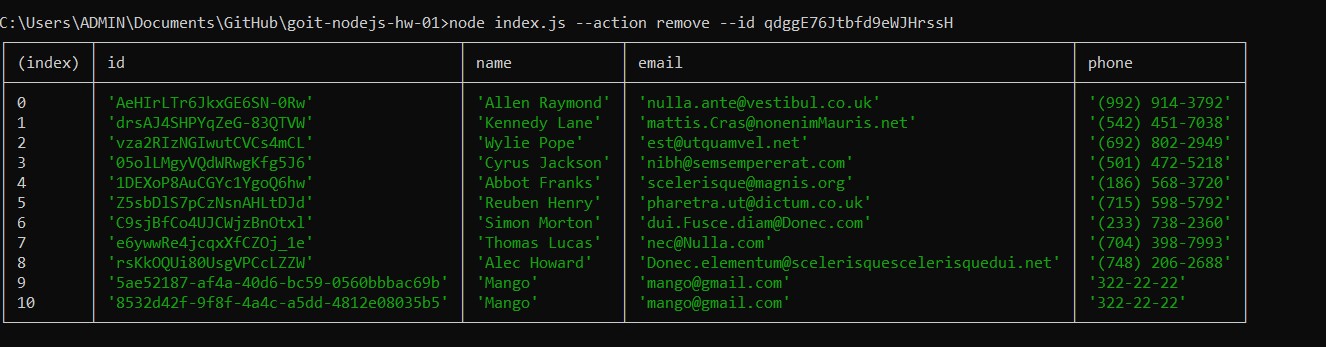 C:\Users\ADMIN\Documents\GitHub\goit-nodejs-hw-01>node index.js --action remove --id qdggE76Jtbfd9eWJHrssH
(index) id name email phone
0 'AeHIrLTr6JkxGE6SN-0Rw' 'Allen Raymond' 'nulla.ante@vestibul.co.uk' '(992) 914-3792'
1 'drsAJ4SHPYqZeG-83QTVW' 'Kennedy Lane' 'mattis.Cras@nonenimMauris.net' '(542) 451-7038'
2 'vza2RIzNGIwutCVCs4mCL' 'Wylie Pope' 'est@utquamvel.net' '(692) 802-2949'
3 '05olLMgyVQdWRwgKfg5J6' 'Cyrus Jackson' 'nibh@semsempererat.com' '(501) 472-5218'
4 '1DEXoP8AuCGYc1YgoQ6hw' 'Abbot Franks' 'scelerisque@magnis.org' '(186) 568-3720'
5 'Z5sbDlS7pCzNsnAHLtDJd' 'Reuben Henry' 'pharetra.ut@dictum.co.uk' '(715) 598-5792'
6 'C9sjBfCo4UJCWjzBnOtxl' 'Simon Morton' 'dui.Fusce.diam@Donec.com' '(233) 738-2360'
7 'e6ywwRe4jcqxXfCZOj_1e' 'Thomas Lucas' 'nec@Nulla.com' '(704) 398-7993'
8 'rsKkOQUi80UsgVPCcLZZW' 'Alec Howard' 'Donec.elementum@scelerisquescelerisquedui.net' '(748) 206-2688'
9 '5ae52187-af4a-40d6-bc59-0560bbbac69b' 'Mango' 'mango@gmail.com' '322-22-22'
10 '8532d42f-9f8f-4a4c-a5dd-4812e08035b5' 'Mango' 'mango@gmail.com' '322-22-22'